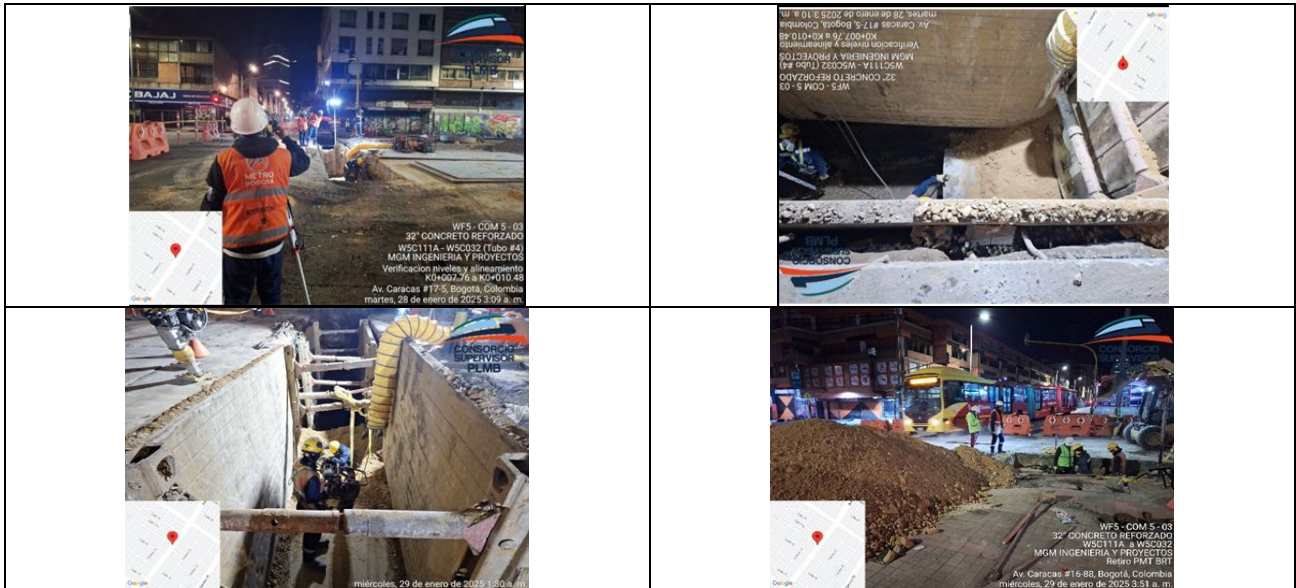 BAJAJ
METRO
BOGOTÁ
CONSORCIO
SUPERVISOR
PLMB
WF5 - COM 5 - 03
32" CONCRETO REFORZADO
W5C111A - W5C032 (Tubo #4)
MGM INGENIERIA Y PROYECTOS
Verificacion niveles y alineamiento
K0+007.76 a K0+010.48
Av. Caracas #17-5, Bogotá, Colombia
martes, 28 de enero de 2025 3:09 a. m.
Google
WF5 - COM 5 - 03
32" CONCRETO REFORZADO
W5C111A - W5C032 (Tubo #4)
MGM INGENIERIA Y PROYECTOS
Verificacion niveles y alineamiento
K0+007.76 a K0+010.48
Av. Caracas #17-5, Bogotá, Colombia
martes, 28 de enero de 2025 3:10 a. m.
Google
CONSORCIO
SUPERVISOR
PLMB
CONSORCIO
SUPERVISOR
PLMB
Google
miércoles, 29 de enero de 2025 1:30 a. m.
CONSORCIO
SUPERVISOR
PLMB
WF5 - COM 5 - 03
32" CONCRETO REFORZADO
W5C111A a W5C032
MGM INGENIERIA Y PROYECTOS
Retiro PMT BRT
Av. Caracas #16-88, Bogotá, Colombia
miércoles, 29 de enero de 2025 3:51 a. m.
Google